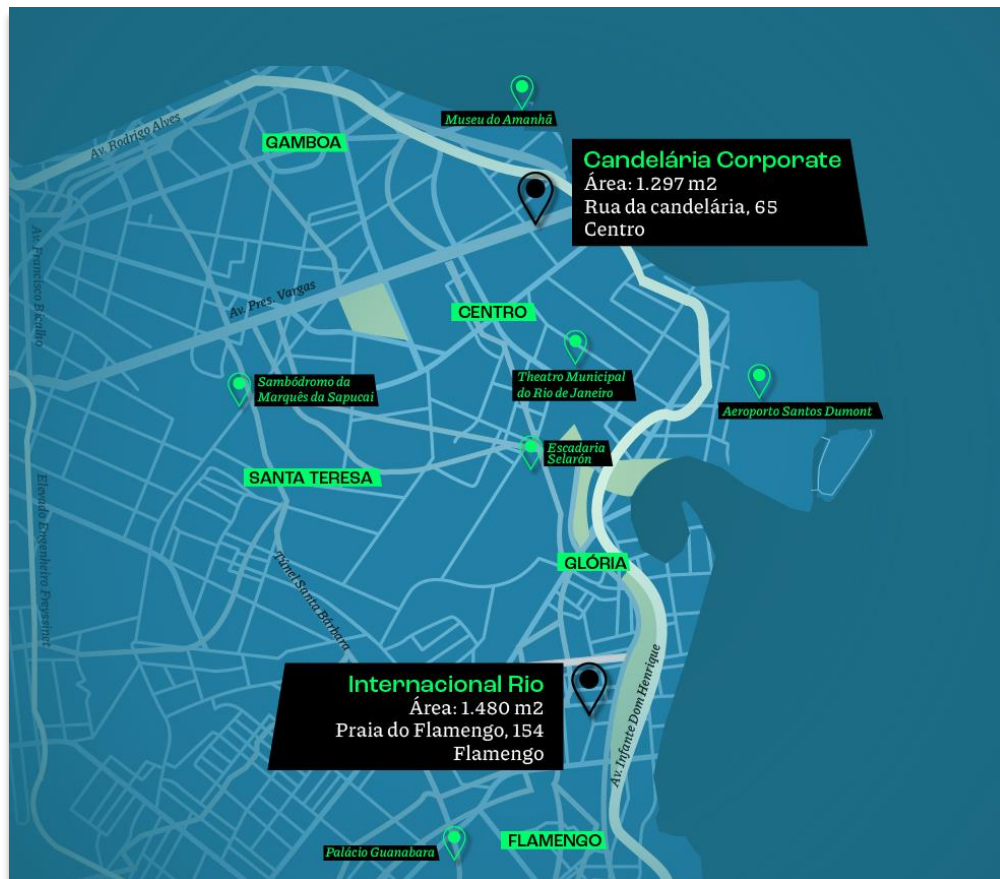 Museu do Amanhã
Av. Rodrigo Alves
GAMBOA
Candelária Corporate
Área: 1.297 m2
Rua da candelária, 65
Centro
Av. Francisco Bicalho
Av. Pres. Vargas
CENTRO
Theatro Municipal
do Rio de Janeiro
Sambódromo da
Marquês da Sapucai
Aeroporto Santos Dumont
Escadaria
Selarón
SANTA TERESA
Elevado Engenheiro Freyssinet
GLÓRIA
Túnel Santa Bárbara
Internacional Rio
Área: 1.480 m2
Praia do Flamengo, 154
Flamengo
Av. Infante Dom Henrique
FLAMENGO
Palácio Guanabara